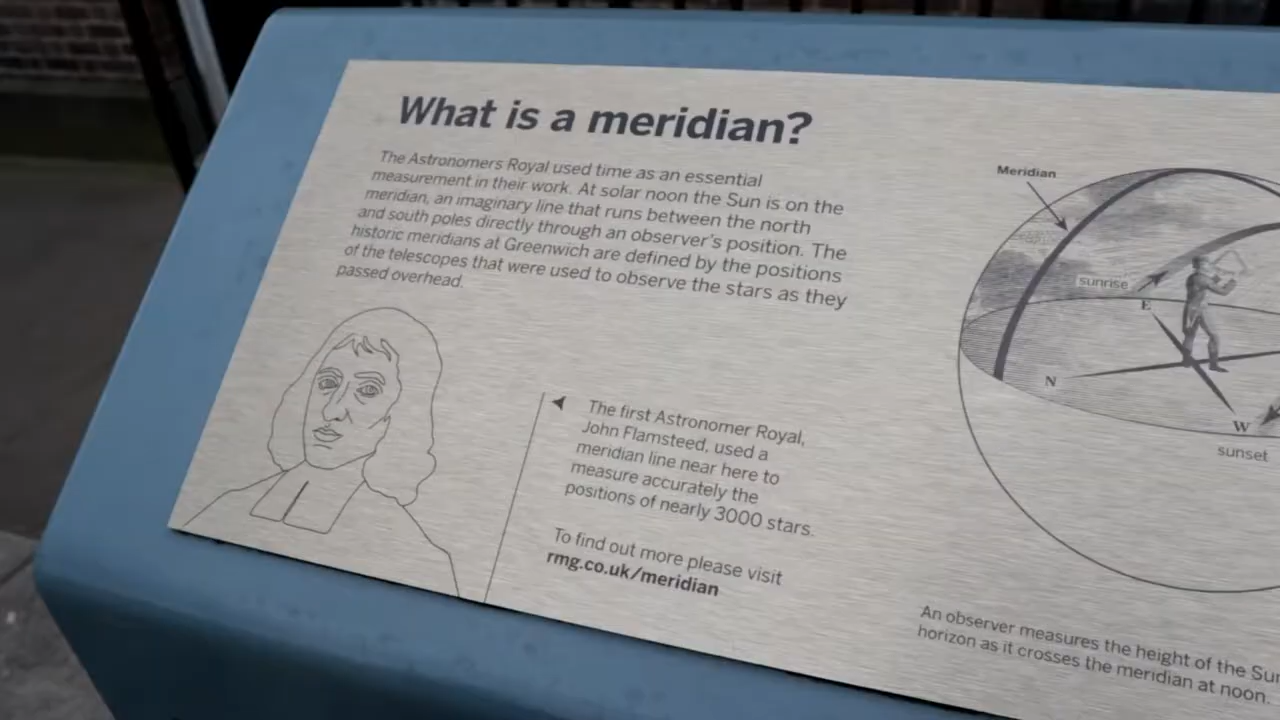 What is a meridian?
The Astronomers Royal used time as an essential
measurement in their work. At solar noon the Sun is on the
meridian, an imaginary line that runs between the north
and south poles directly through an observer's position. The
historic meridians at Greenwich are defined by the positions
of the telescopes that were used to observe the stars as they
passed overhead.
The first Astronomer Royal,
John Flamsteed, used a
meridian line near here to
measure accurately the
positions of nearly 3000 stars.
To find out more please visit
rmg.co.uk/meridian
Meridian
sunrise
E
N
W
sunset
An observer measures the height of the Sun
horizon as it crosses the meridian at noon.